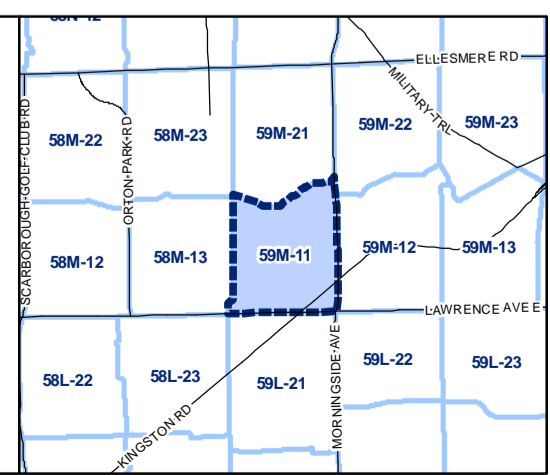 ELLESMERE RD
MILITARY TRL
58M-22
58M-23
59M-21
59M-22
59M-23
SCARBOROUGH GOLF CLUB RD
ORTON PARK RD
58M-12
58M-13
59M-11
59M-12
59M-13
LAWRENCE AVE E
58L-22
58L-23
59L-21
59L-22
59L-23
KINGSTON RD
MORNINGSIDE AVE